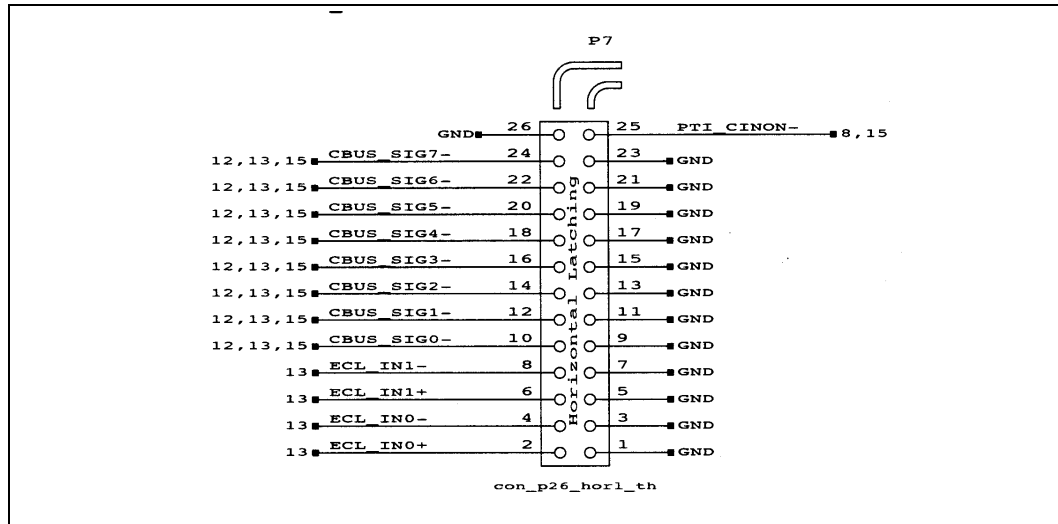 P7
GND 26 25 PTI_CINON- 8,15
12,13,15 CBUS_SIG7- 24 23 GND
12,13,15 CBUS_SIG6- 22 21 GND
12,13,15 CBUS_SIG5- 20 19 GND
12,13,15 CBUS_SIG4- 18 17 GND
12,13,15 CBUS_SIG3- 16 15 GND
12,13,15 CBUS_SIG2- 14 13 GND
12,13,15 CBUS_SIG1- 12 11 GND
12,13,15 CBUS_SIG0- 10 9 GND
13 ECL_IN1- 8 7 GND
13 ECL_IN1+ 6 5 GND
13 ECL_IN0- 4 3 GND
13 ECL_IN0+ 2 1 GND
Horizontal Latching
con_p26_horl_th